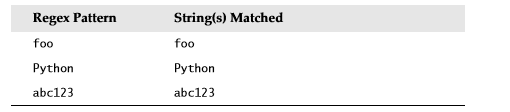 Regex Pattern String(s) Matched
foo foo
Python Python
abc123 abc123